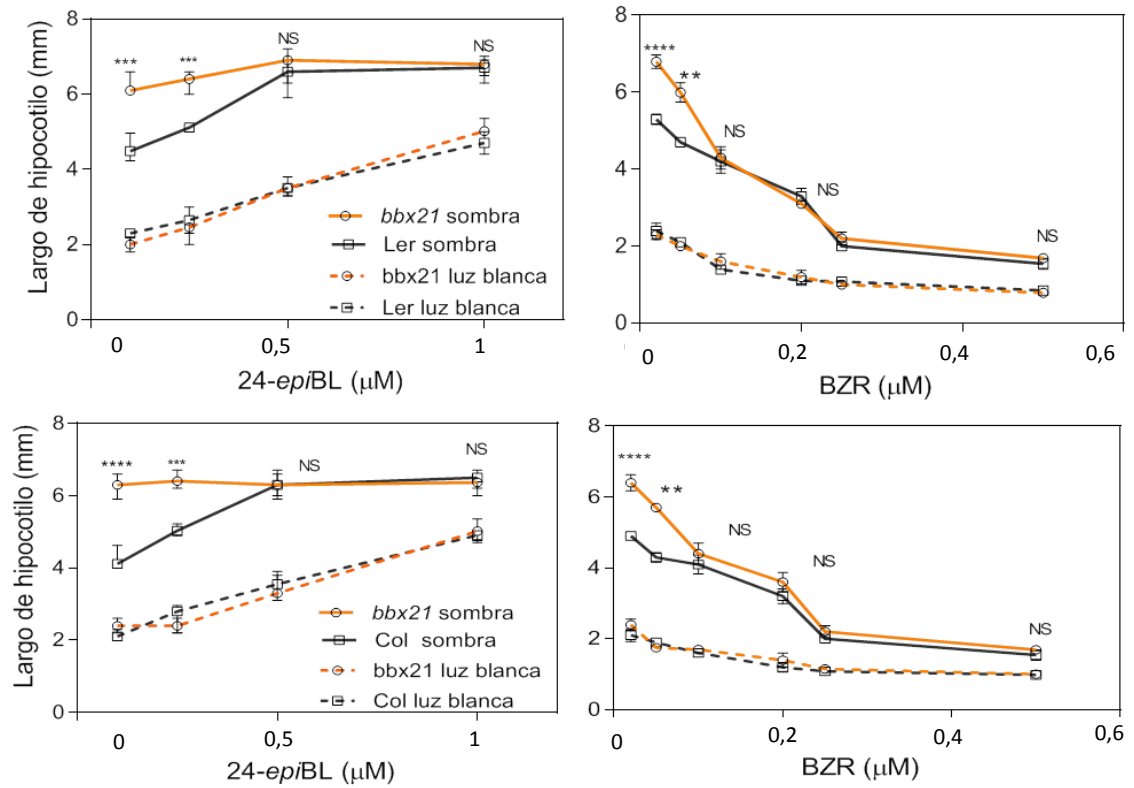 8
6
4
2
0
Largo de hipocotilo (mm)
***
***
NS
NS
bbx21 sombra
Ler sombra
bbx21 luz blanca
Ler luz blanca
0
0,5
1
24-epiBL (μM)
8
6
4
2
0
****
**
NS
NS
NS
0
0,2
0,4
0,6
BZR (μM)
8
6
4
2
0
Largo de hipocotilo (mm)
****
***
NS
NS
bbx21 sombra
Col sombra
bbx21 luz blanca
Col luz blanca
0
0,5
1
24-epiBL (μM)
8
6
4
2
0
****
**
NS
NS
NS
0
0,2
0,4
0,6
BZR (μM)